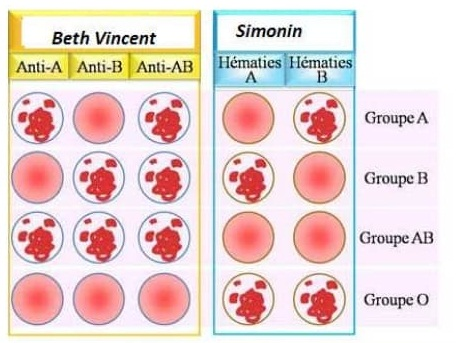 Beth Vincent
Simonin
Anti-A Anti-B Anti-AB
Hématies Hématies
A B
Groupe A
Groupe B
Groupe AB
Groupe O